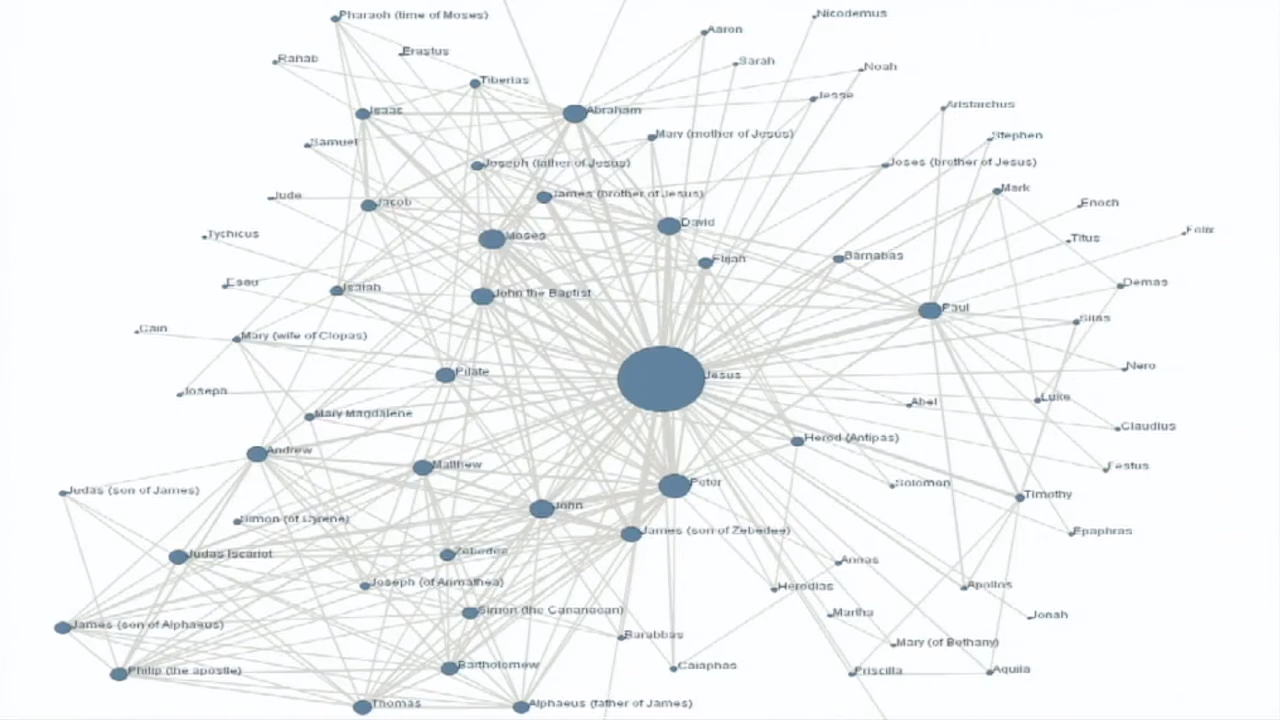 Pharaoh (time of Moses)
Nicodemus
Aaron
Erastus
Rahab
Sarah
Noah
Tiberias
Jesse
Aristarchus
Isaac
Abraham
Mary (mother of Jesus)
Stephen
Samuel
Joseph (father of Jesus)
Joses (brother of Jesus)
Mark
Jude
James (brother of Jesus)
Jacob
Enoch
David
Felix
Tychicus
Moses
Titus
Barnabas
Elijah
Esau
Isaiah
Demas
John the Baptist
Paul
Silas
Cain
Mary (wife of Clopas)
Nero
Pilate
Jesus
Joseph
Luke
Abel
Mary Magdalene
Claudius
Herod (Antipas)
Andrew
Matthew
Festus
Peter
Solomon
Judas (son of James)
Timothy
John
Simon (of Cyrene)
James (son of Zebedee)
Epaphras
Judas Iscariot
Zebedee
Annas
Joseph (of Arimathea)
Herodias
Apollos
Simon (the Cananaean)
Martha
Jonah
James (son of Alphaeus)
Barabbas
Mary (of Bethany)
Philip (the apostle)
Bartholomew
Caiaphas
Priscilla
Aquila
Thomas
Alphaeus (father of James)